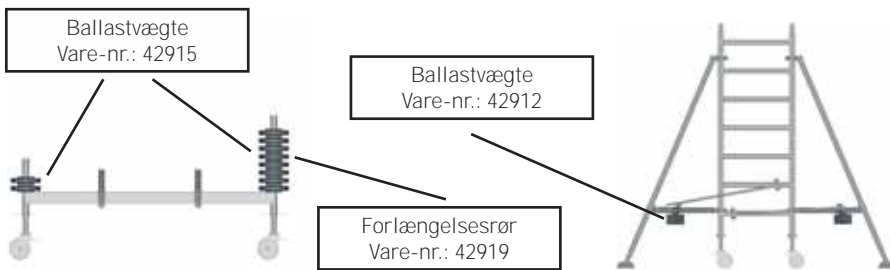 Ballastvægte
Vare-nr.: 42915
Ballastvægte
Vare-nr.: 42912
Forlængelsesrør
Vare-nr.: 42919